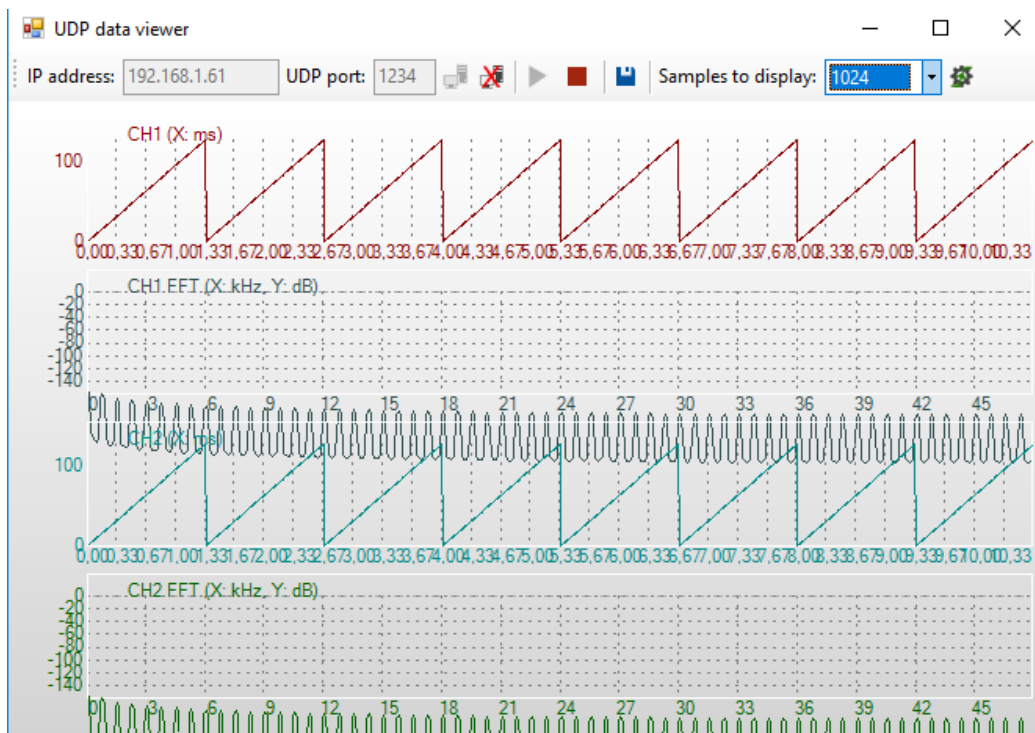 UDP data viewer
IP address: 192.168.1.61 UDP port: 1234 Samples to display: 1024
CH1 (X: ms)
100
0
0,00 0,33 0,67 1,00 1,33 1,67 2,00 2,33 2,67 3,00 3,33 3,67 4,00 4,33 4,67 5,00 5,33 5,67 6,00 6,33 6,67 7,00 7,33 7,67 8,00 8,33 8,67 9,00 9,33 9,67 10,00 10,33
CH1 FFT (X: kHz, Y: dB)
0
-20
-40
-60
-80
-100
-120
-140
0 3 6 9 12 15 18 21 24 27 30 33 36 39 42 45
CH2 (X: ms)
100
0
0,00 0,33 0,67 1,00 1,33 1,67 2,00 2,33 2,67 3,00 3,33 3,67 4,00 4,33 4,67 5,00 5,33 5,67 6,00 6,33 6,67 7,00 7,33 7,67 8,00 8,33 8,67 9,00 9,33 9,67 10,00 10,33
CH2 FFT (X: kHz, Y: dB)
0
-20
-40
-60
-80
-100
-120
-140
0 3 6 9 12 15 18 21 24 27 30 33 36 39 42 45